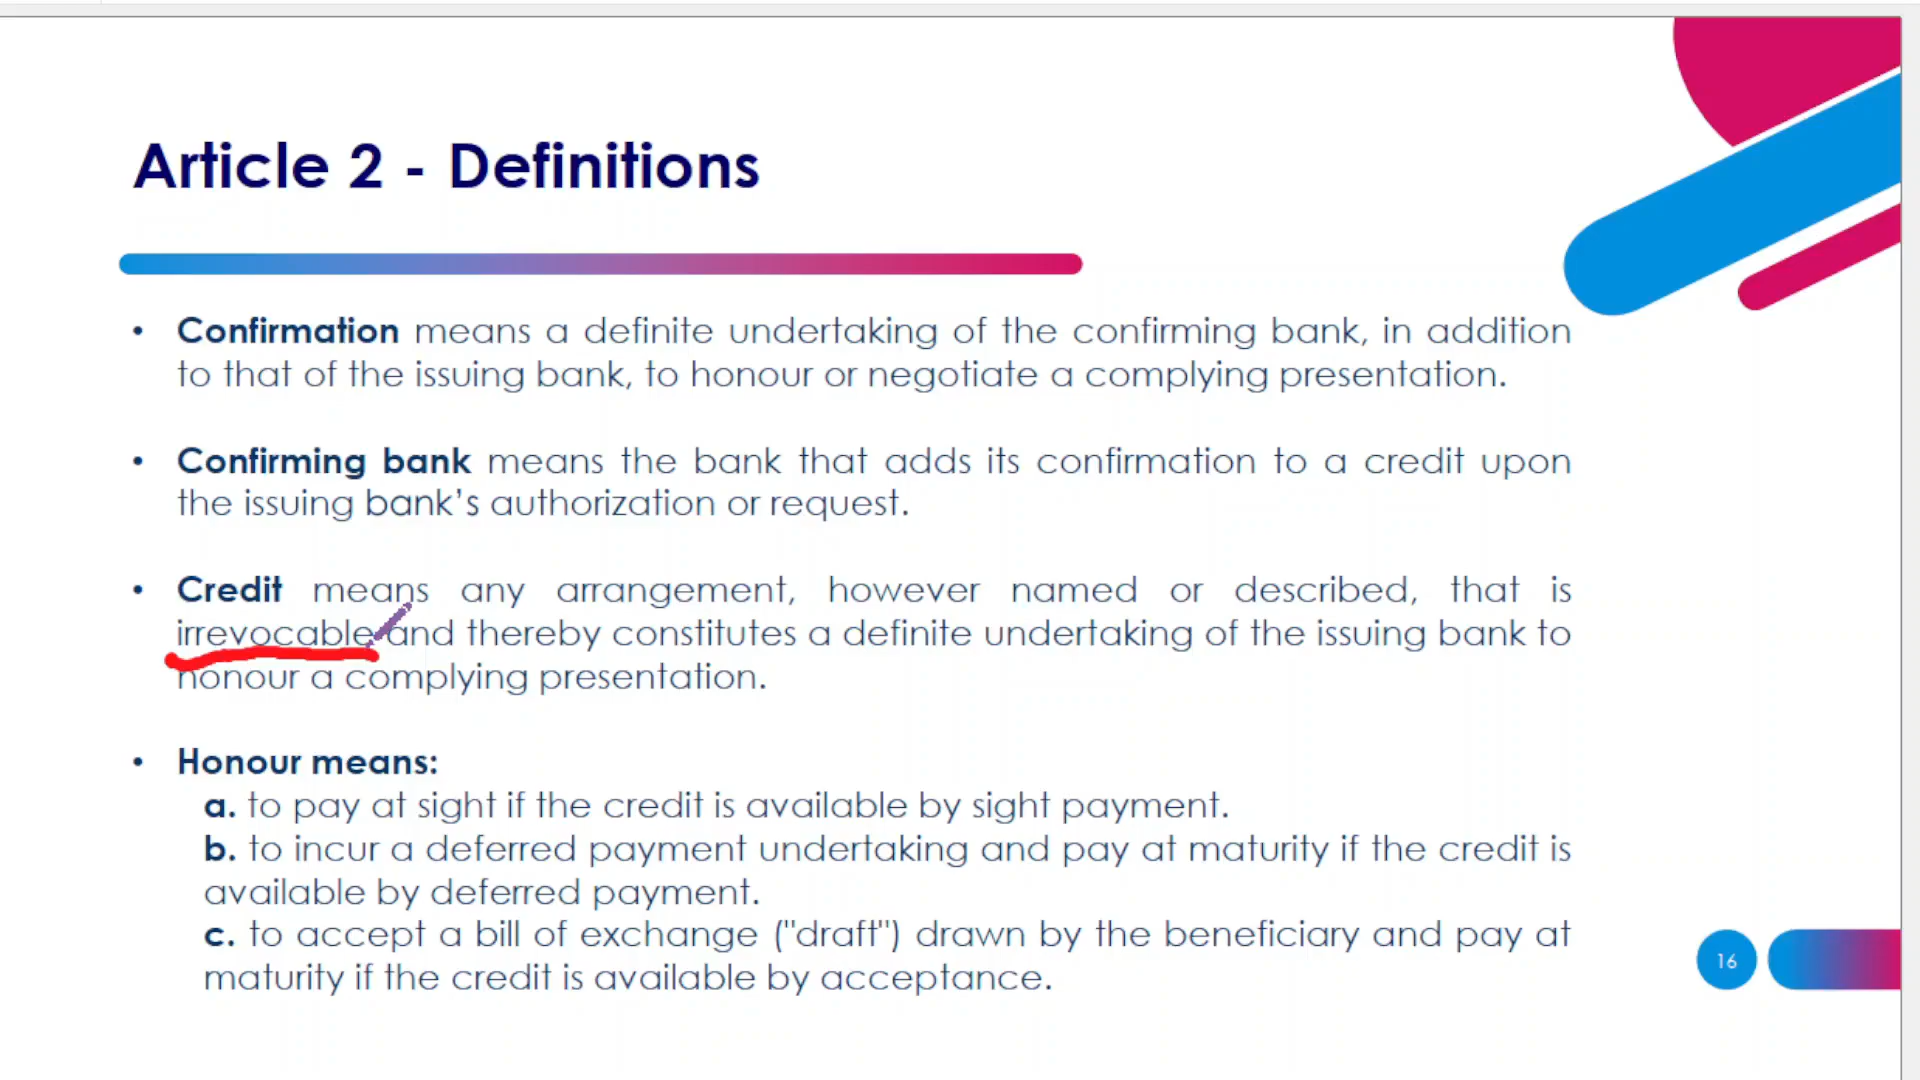 Article 2 - Definitions
• Confirmation means a definite undertaking of the confirming bank, in addition
to that of the issuing bank, to honour or negotiate a complying presentation.
• Confirming bank means the bank that adds its confirmation to a credit upon
the issuing bank’s authorization or request.
• Credit means any arrangement, however named or described, that is
irrevocable and thereby constitutes a definite undertaking of the issuing bank to
honour a complying presentation.
• Honour means:
a. to pay at sight if the credit is available by sight payment.
b. to incur a deferred payment undertaking and pay at maturity if the credit is
available by deferred payment.
c. to accept a bill of exchange ("draft") drawn by the beneficiary and pay at
maturity if the credit is available by acceptance.
16